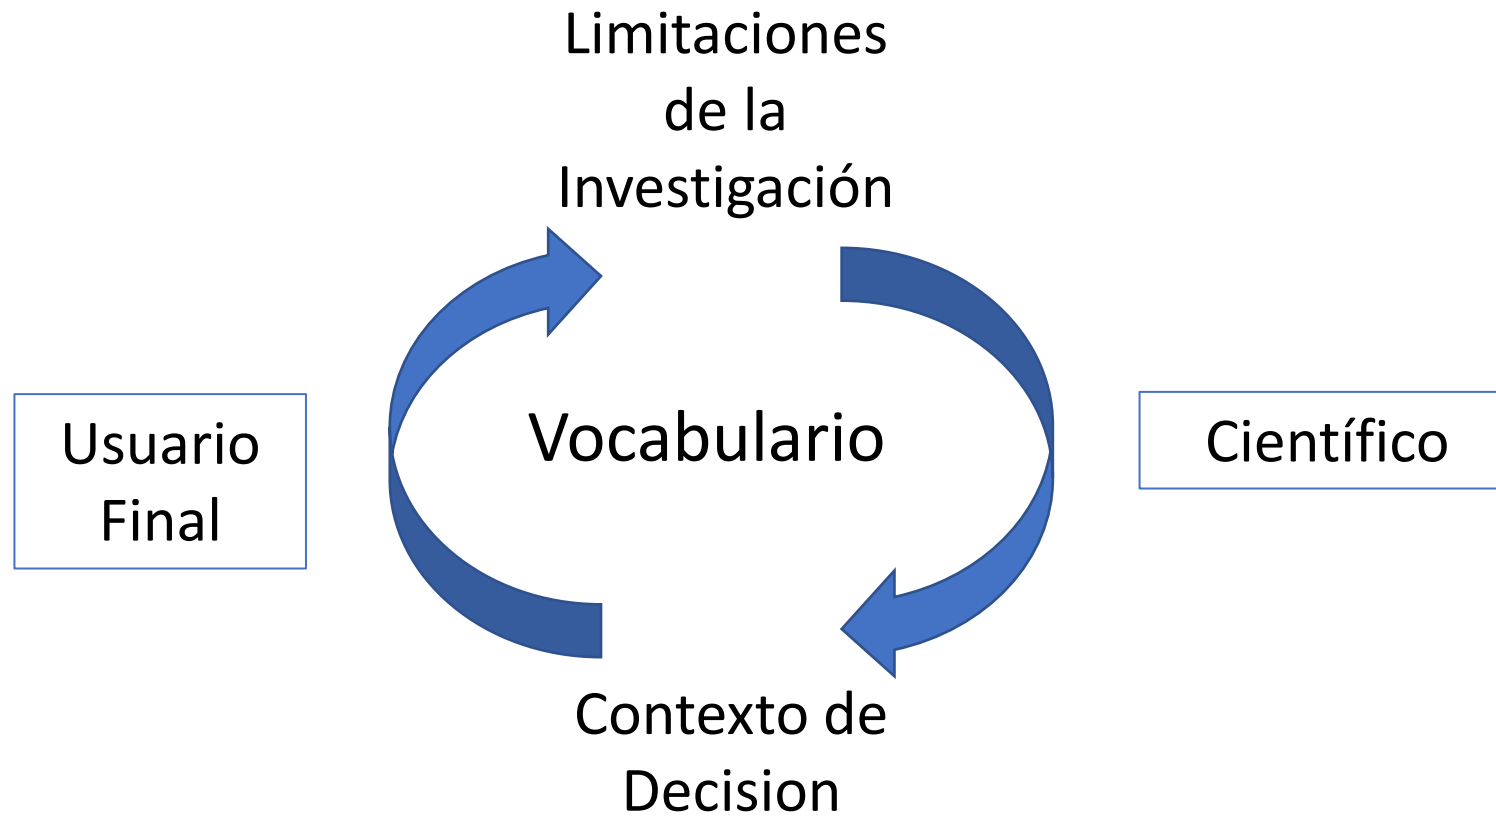 Limitaciones
de la
Investigación
Usuario
Final
Vocabulario
Científico
Contexto de
Decision